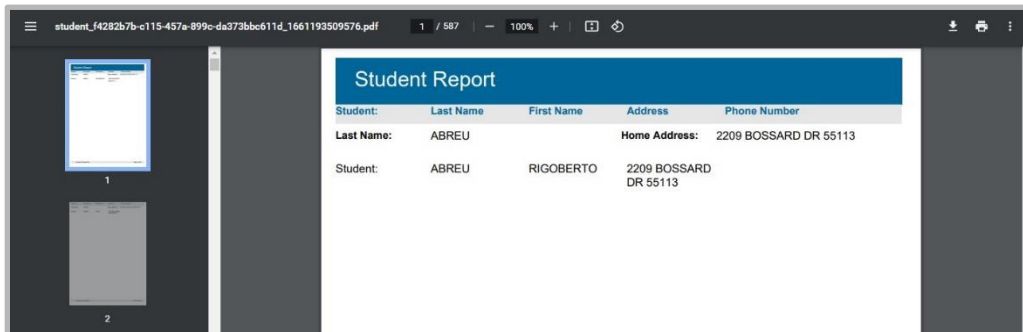 student_f4282b7b-c115-457a-899c-da373bbc611d_1661193509576.pdf 1 / 587 100%
Student Report
Student: Last Name First Name Address Phone Number
Last Name: ABREU Home Address: 2209 BOSSARD DR 55113
Student: ABREU RIGOBERTO 2209 BOSSARD
DR 55113
1
2